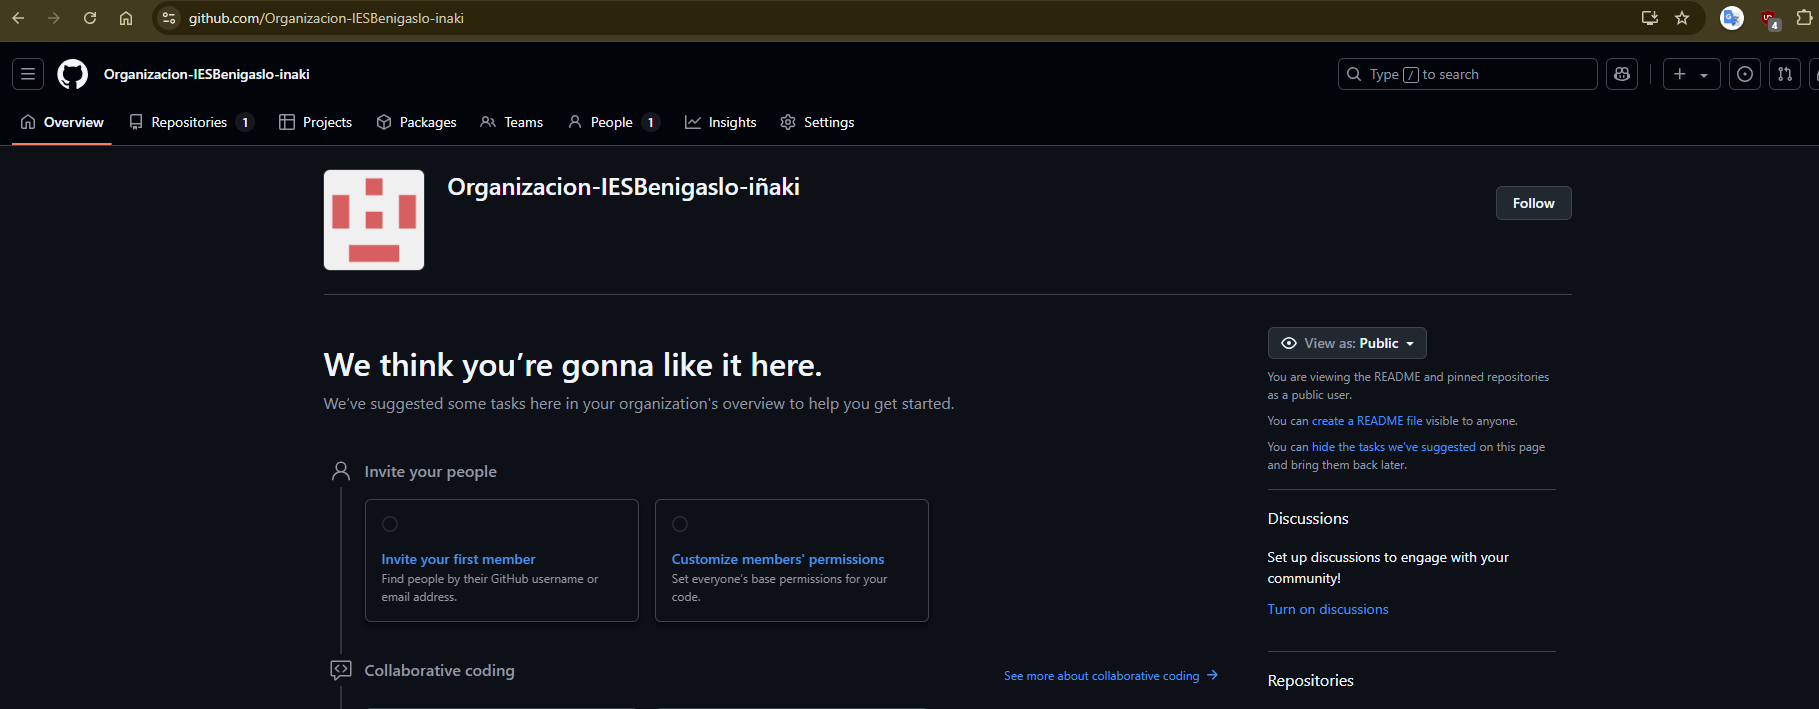 github.com/Organizacion-IESBenigaslo-inaki
4
Organizacion-IESBenigaslo-inaki
Type / to search
Overview
Repositories 1
Projects
Packages
Teams
People 1
Insights
Settings
Organizacion-IESBenigaslo-iñaki
Follow
We think you’re gonna like it here.
We’ve suggested some tasks here in your organization's overview to help you get started.
Invite your people
Invite your first member
Find people by their GitHub username or
email address.
Customize members' permissions
Set everyone's base permissions for your
code.
Collaborative coding
See more about collaborative coding
View as: Public
You are viewing the README and pinned repositories
as a public user.
You can create a README file visible to anyone.
You can hide the tasks we've suggested on this page
and bring them back later.
Discussions
Set up discussions to engage with your
community!
Turn on discussions
Repositories